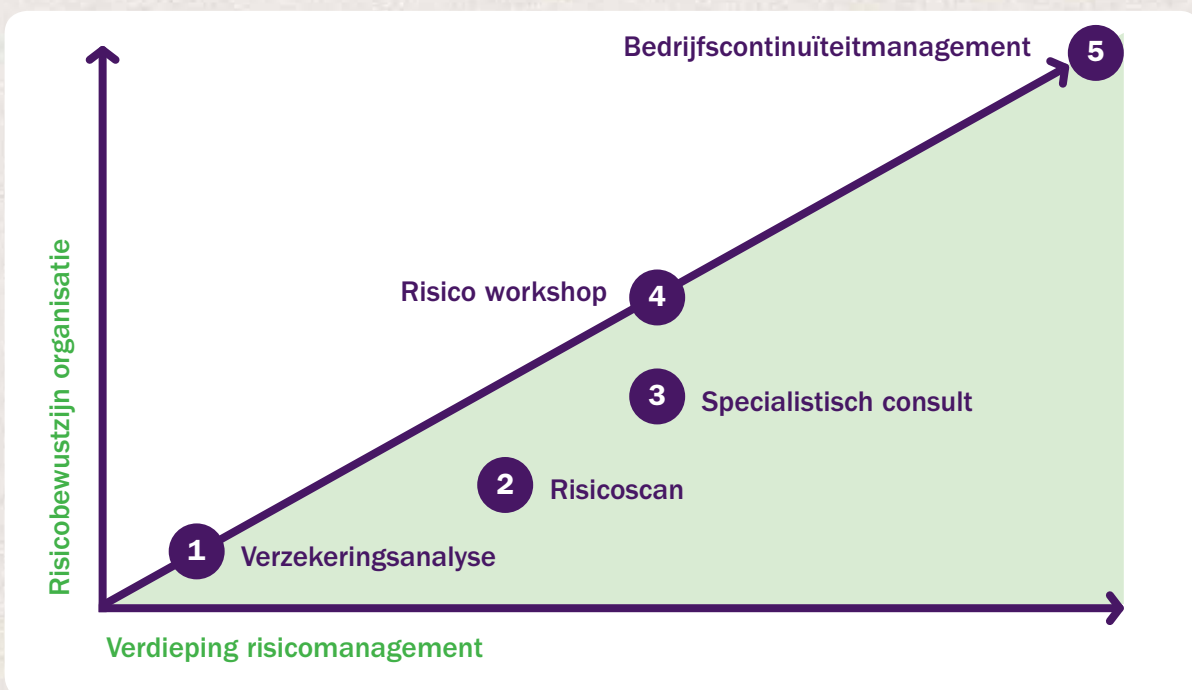 Bedrijfscontinuïteitmanagement
5
Risico workshop
4
3
Specialistisch consult
2
Risicoscan
1
Verzekeringsanalyse
Risicobewustzijn organisatie
Verdieping risicomanagement